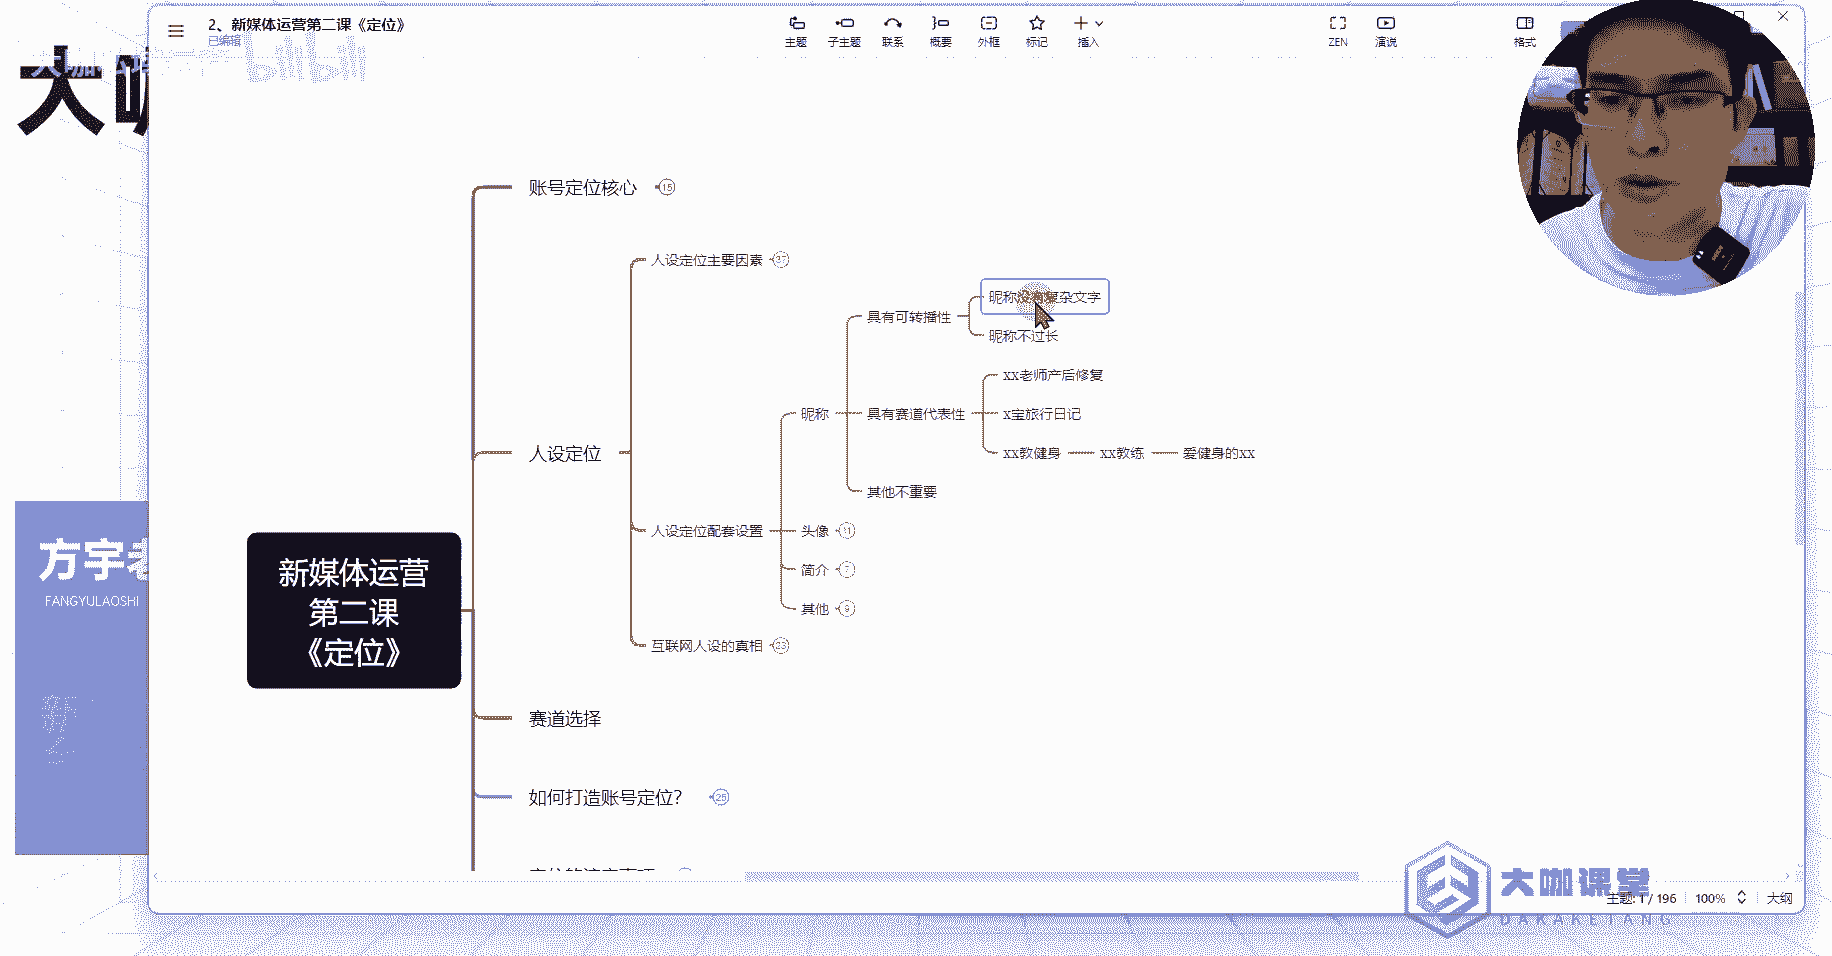 2、新媒体运营第二课《定位》
已编辑
主题
子主题
联系
概要
外框
标记
插入
ZEN
演说
格式
bilibili
大咖
账号定位核心 15
人设定位主要因素 37
昵称没有复杂文字
具有可转播性
昵称不过长
xx老师产后修复
昵称
具有赛道代表性
x宝旅行日记
人设定位
xx教健身
xx教练
爱健身的xx
其他不重要
人设定位配套设置
头像 11
简介 7
其他 9
互联网人设的真相 23
新媒体运营
第二课
《定位》
方宇老
FANGYULAOSHI
赛道选择
如何打造账号定位? 25
大咖课堂
DAKAKETANG
主题: 1 / 196
100%
大纲